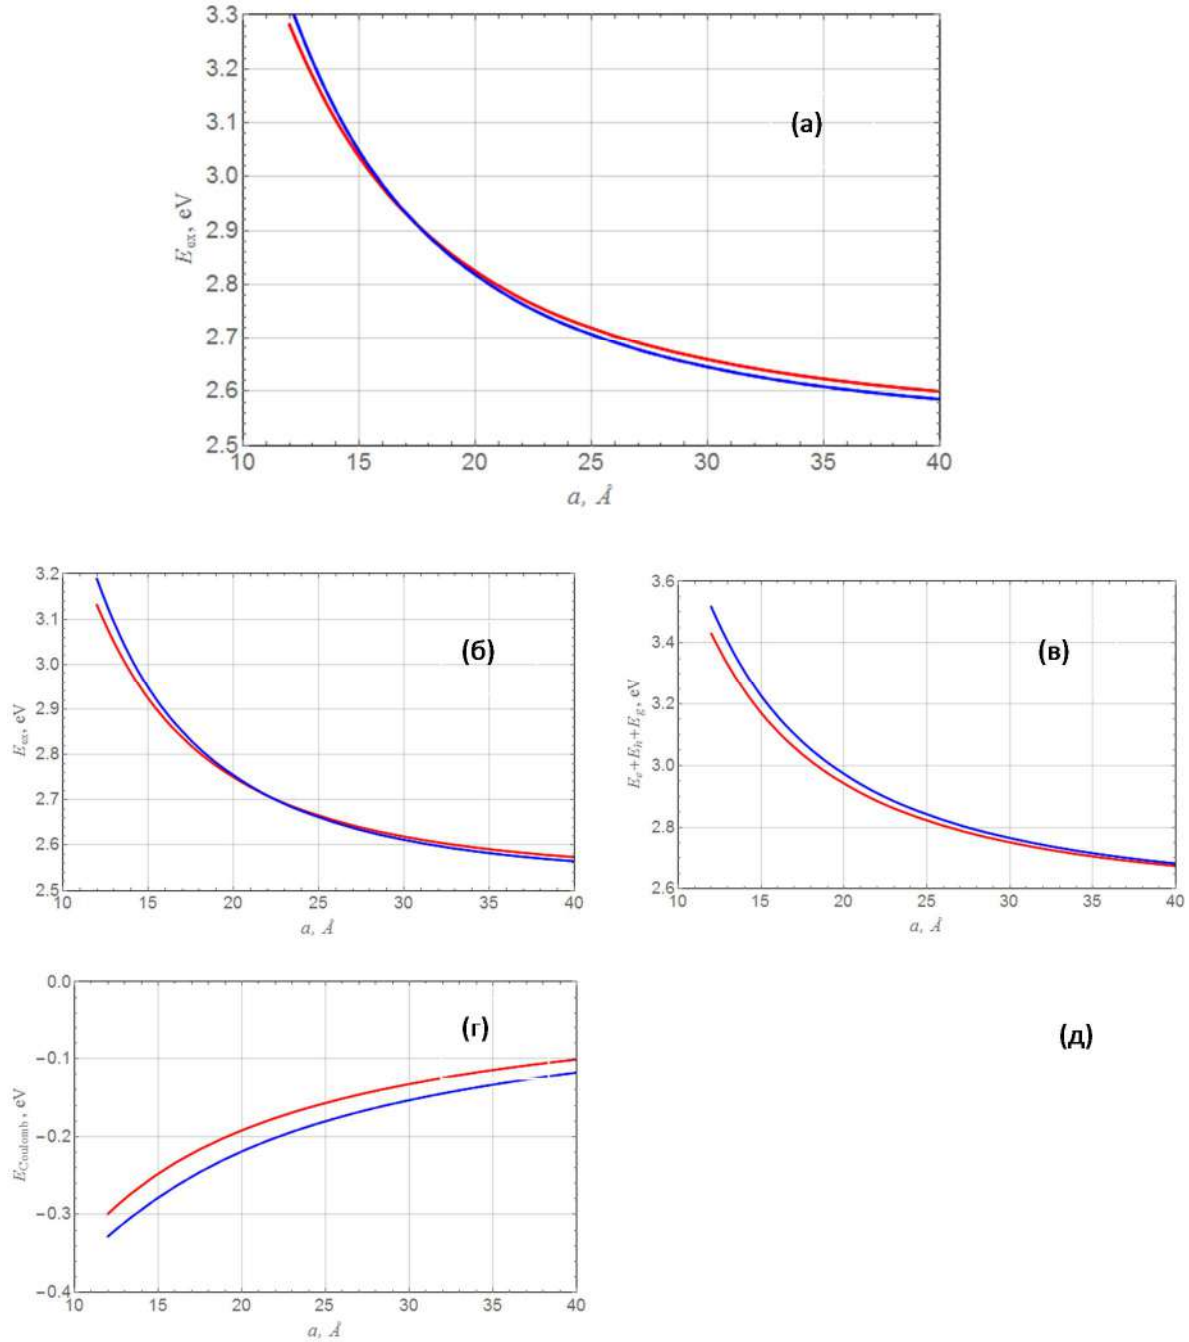 3.3
3.2
3.1
3.0
2.9
2.8
2.7
2.6
2.5
E_ex, eV
(а)
10 15 20 25 30 35 40
a, Å
3.2
3.1
3.0
2.9
2.8
2.7
2.6
2.5
E_ex, eV
(б)
10 15 20 25 30 35 40
a, Å
3.6
3.4
3.2
3.0
2.8
2.6
E_e+E_h+E_g, eV
(в)
10 15 20 25 30 35 40
a, Å
0.0
−0.1
−0.2
−0.3
−0.4
E_Coulomb, eV
(г)
10 15 20 25 30 35 40
a, Å
(д)